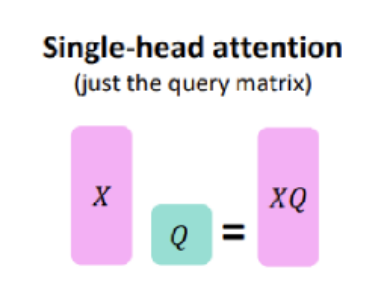 Single-head attention
(just the query matrix)
X
Q
=
XQ